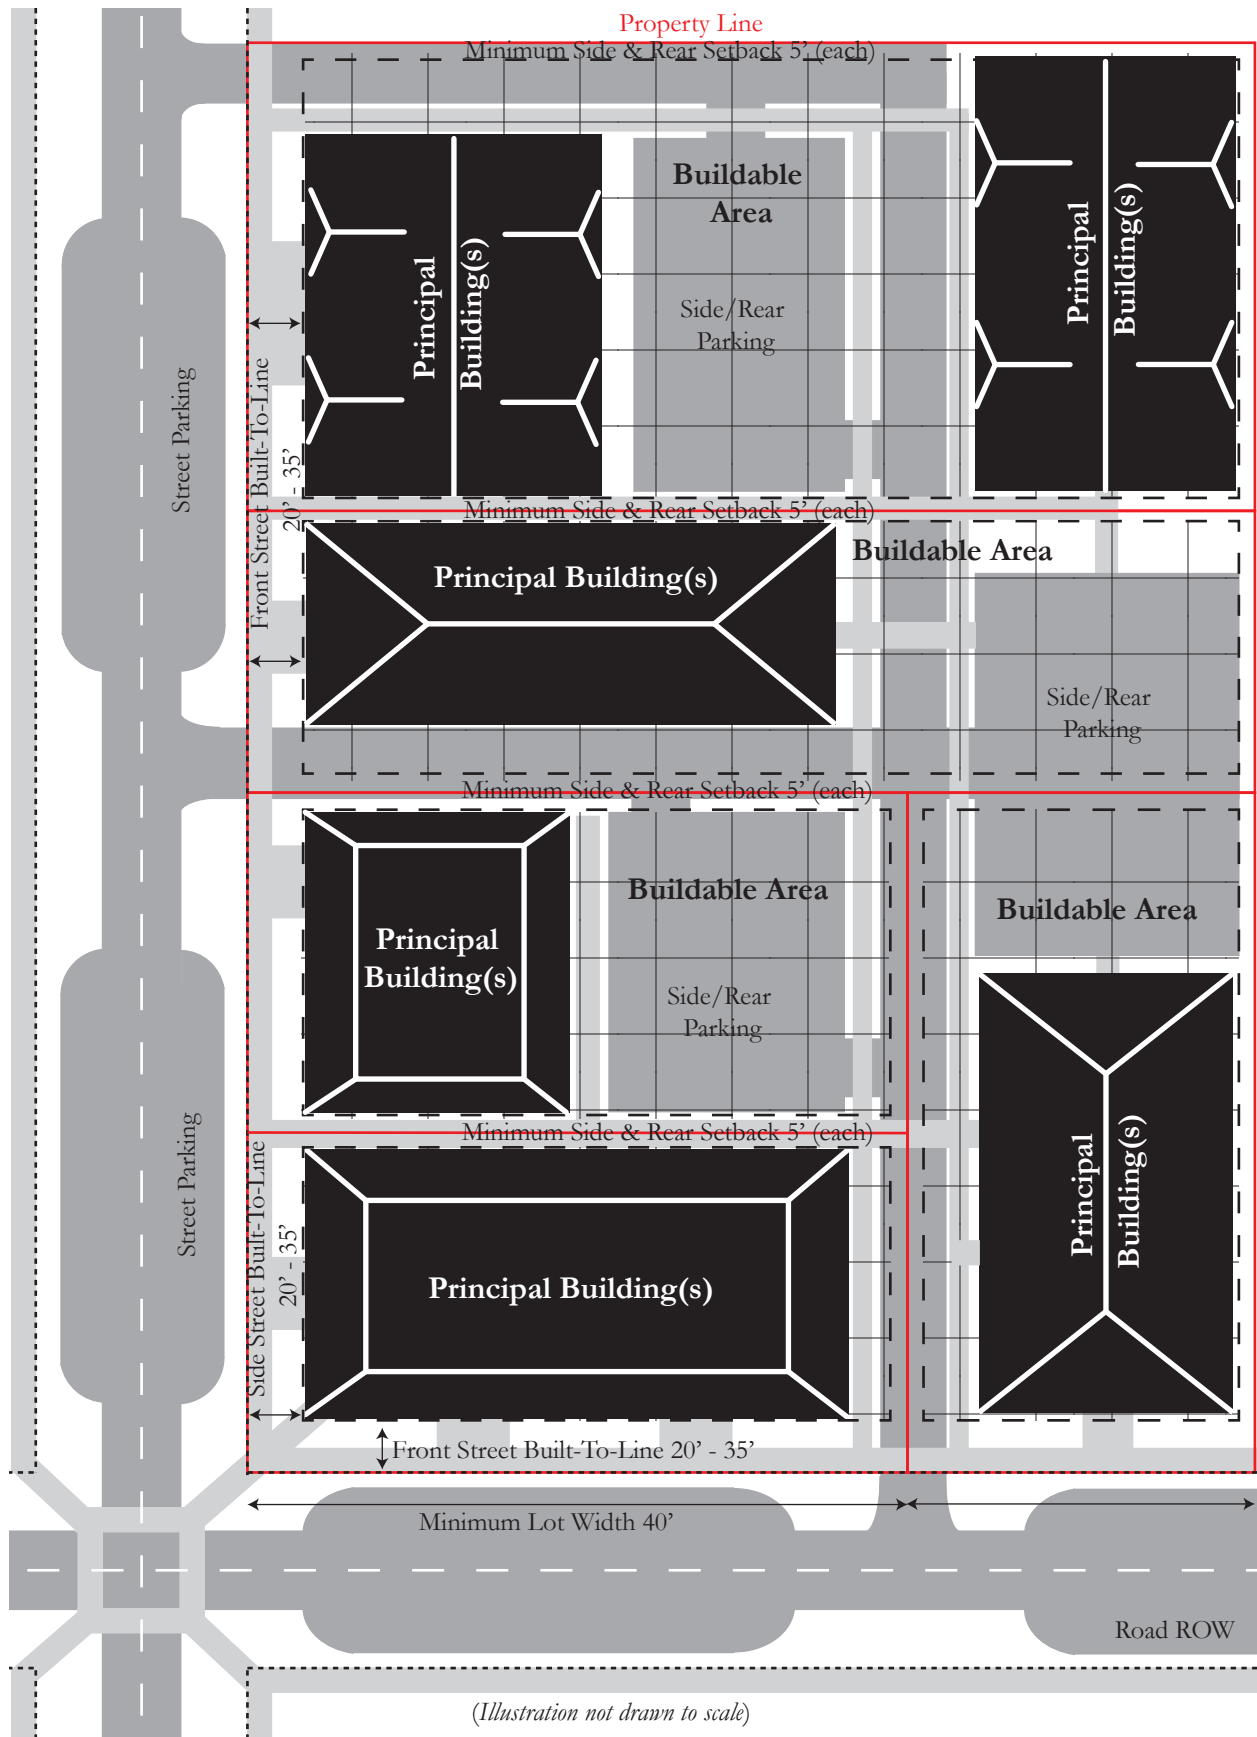 Property Line
Minimum Side & Rear Setback 5’ (each)
Buildable
Area
Principal
Building(s)
Principal
Building(s)
Side/Rear
Parking
Street Parking
Front Street Built-To-Line
20’ - 35’
Minimum Side & Rear Setback 5’ (each)
Buildable Area
Principal Building(s)
Side/Rear
Parking
Minimum Side & Rear Setback 5’ (each)
Buildable Area
Buildable Area
Principal
Building(s)
Side/Rear
Parking
Street Parking
Minimum Side & Rear Setback 5’ (each)
Side Street Built-To-Line
20’ - 35’
Principal
Building(s)
Principal Building(s)
Front Street Built-To-Line 20’ - 35’
Minimum Lot Width 40’
Road ROW
(Illustration not drawn to scale)